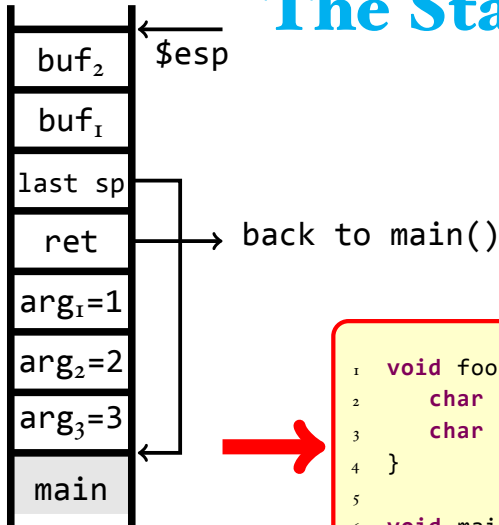 The Sta
$esp
buf₂
buf₁
last sp
ret
back to main()
arg₁=1
arg₂=2
arg₃=3
main
1 void foo
2 char
3 char
4 }
5